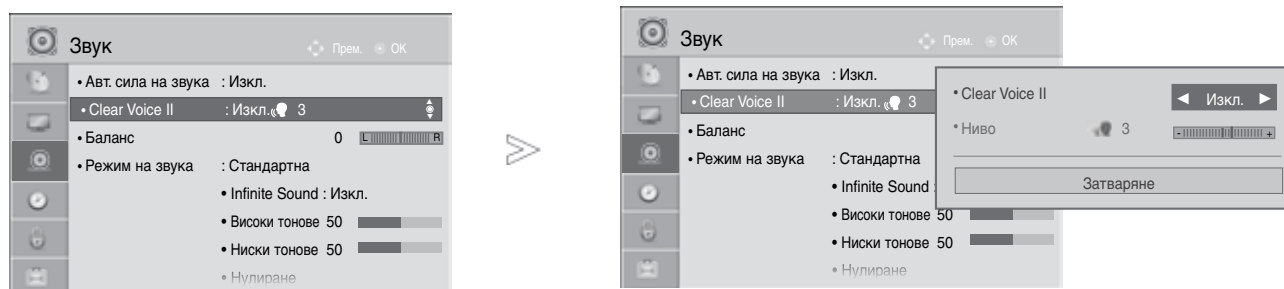 Звук
Прем. OK
• Авт. сила на звука : Изкл.
• Clear Voice II : Изкл. 3
• Баланс 0 L R
• Режим на звука : Стандартна
• Infinite Sound : Изкл.
• Високи тонове 50
• Ниски тонове 50
• Нулиране
Звук
Прем. OK
• Авт. сила на звука : Изкл.
• Clear Voice II : Изкл. 3
• Баланс
• Режим на звука : Стандартна
• Infinite Sound :
• Високи тонове 50
• Ниски тонове 50
• Нулиране
• Clear Voice II ◄ Изкл. ►
• Ниво 3 - +
Затваряне